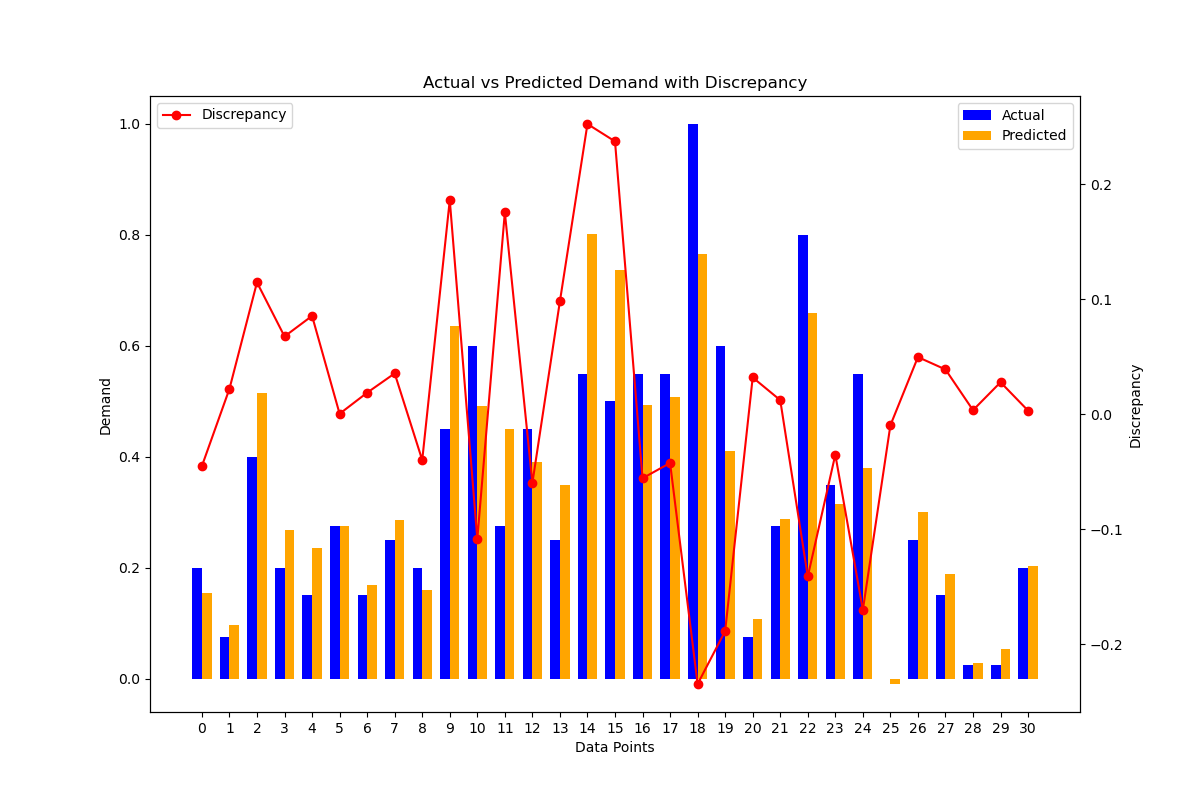 Actual vs Predicted Demand with Discrepancy
Discrepancy
Actual
Predicted
1.0
0.8
0.6
0.4
0.2
0.0
Demand
0.2
0.1
0.0
−0.1
−0.2
Discrepancy
0 1 2 3 4 5 6 7 8 9 10 11 12 13 14 15 16 17 18 19 20 21 22 23 24 25 26 27 28 29 30
Data Points